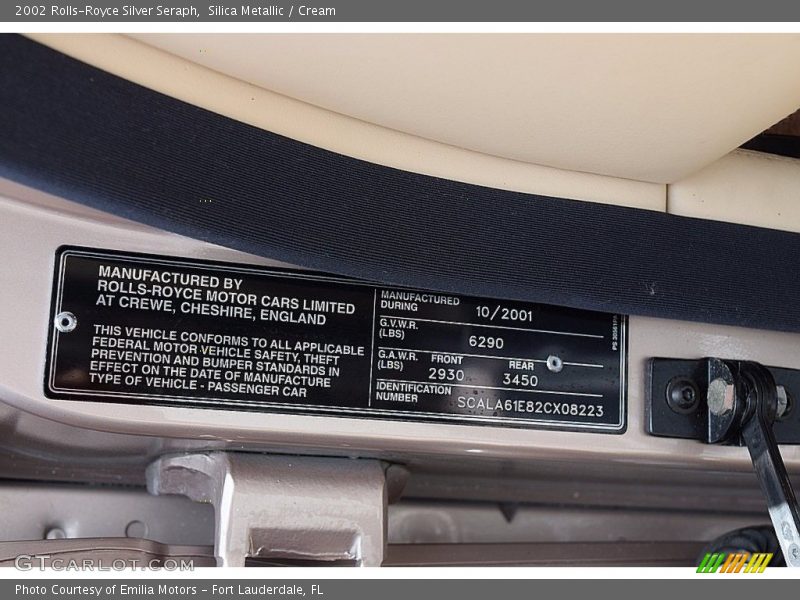 2002 Rolls-Royce Silver Seraph, Silica Metallic / Cream
MANUFACTURED BY
ROLLS-ROYCE MOTOR CARS LIMITED
AT CREWE, CHESHIRE, ENGLAND
THIS VEHICLE CONFORMS TO ALL APPLICABLE
FEDERAL MOTOR VEHICLE SAFETY, THEFT
PREVENTION AND BUMPER STANDARDS IN
EFFECT ON THE DATE OF MANUFACTURE
TYPE OF VEHICLE - PASSENGER CAR
MANUFACTURED
DURING 10/2001
G.V.W.R.
(LBS) 6290
G.A.W.R. FRONT REAR
(LBS) 2930 3450
IDENTIFICATION
NUMBER SCALA61E82CX08223
GTCARLOT.COM
Photo Courtesy of Emilia Motors - Fort Lauderdale, FL